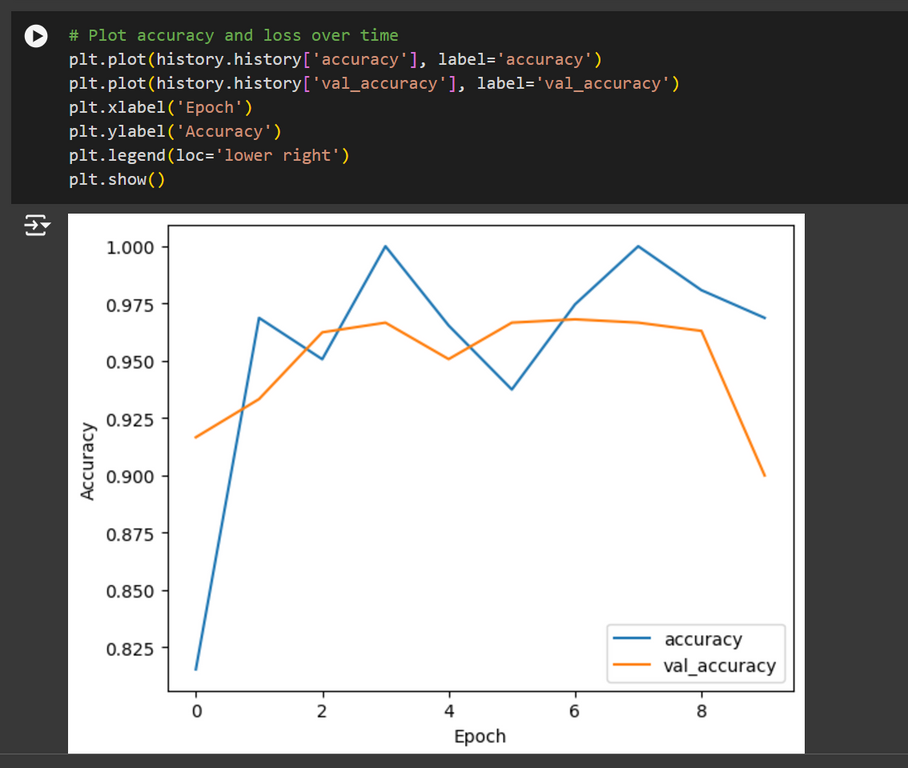 # Plot accuracy and loss over time
plt.plot(history.history['accuracy'], label='accuracy')
plt.plot(history.history['val_accuracy'], label='val_accuracy')
plt.xlabel('Epoch')
plt.ylabel('Accuracy')
plt.legend(loc='lower right')
plt.show()
1.000
0.975
0.950
0.925
0.900
0.875
0.850
0.825
Accuracy
accuracy
val_accuracy
0 2 4 6 8
Epoch